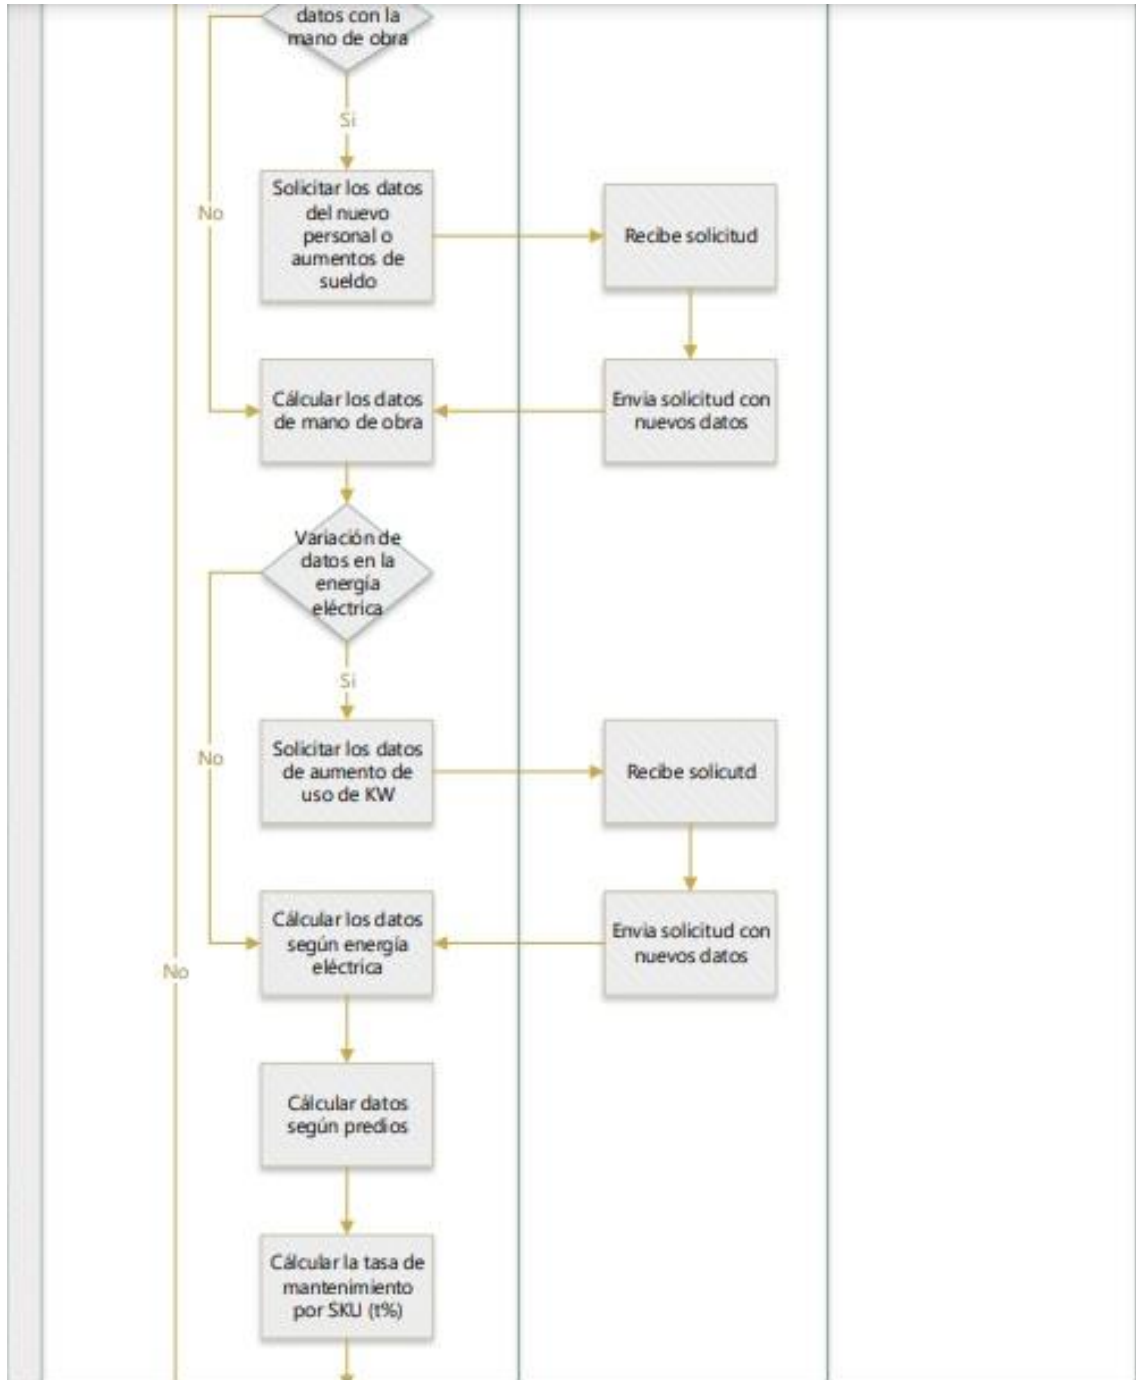 datos con la
mano de obra
Si
Solicitar los datos
del nuevo
personal o
aumentos de
sueldo
No
Recibe solicitud
Cálcular los datos
de mano de obra
Envia solicitud con
nuevos datos
Variación de
datos en la
energía
eléctrica
Si
Solicitar los datos
de aumento de
uso de KW
No
Recibe solicutd
Cálcular los datos
según energía
eléctrica
Envia solicitud con
nuevos datos
No
Cálcular datos
según predios
Cálcular la tasa de
mantenimiento
por SKU (t%)